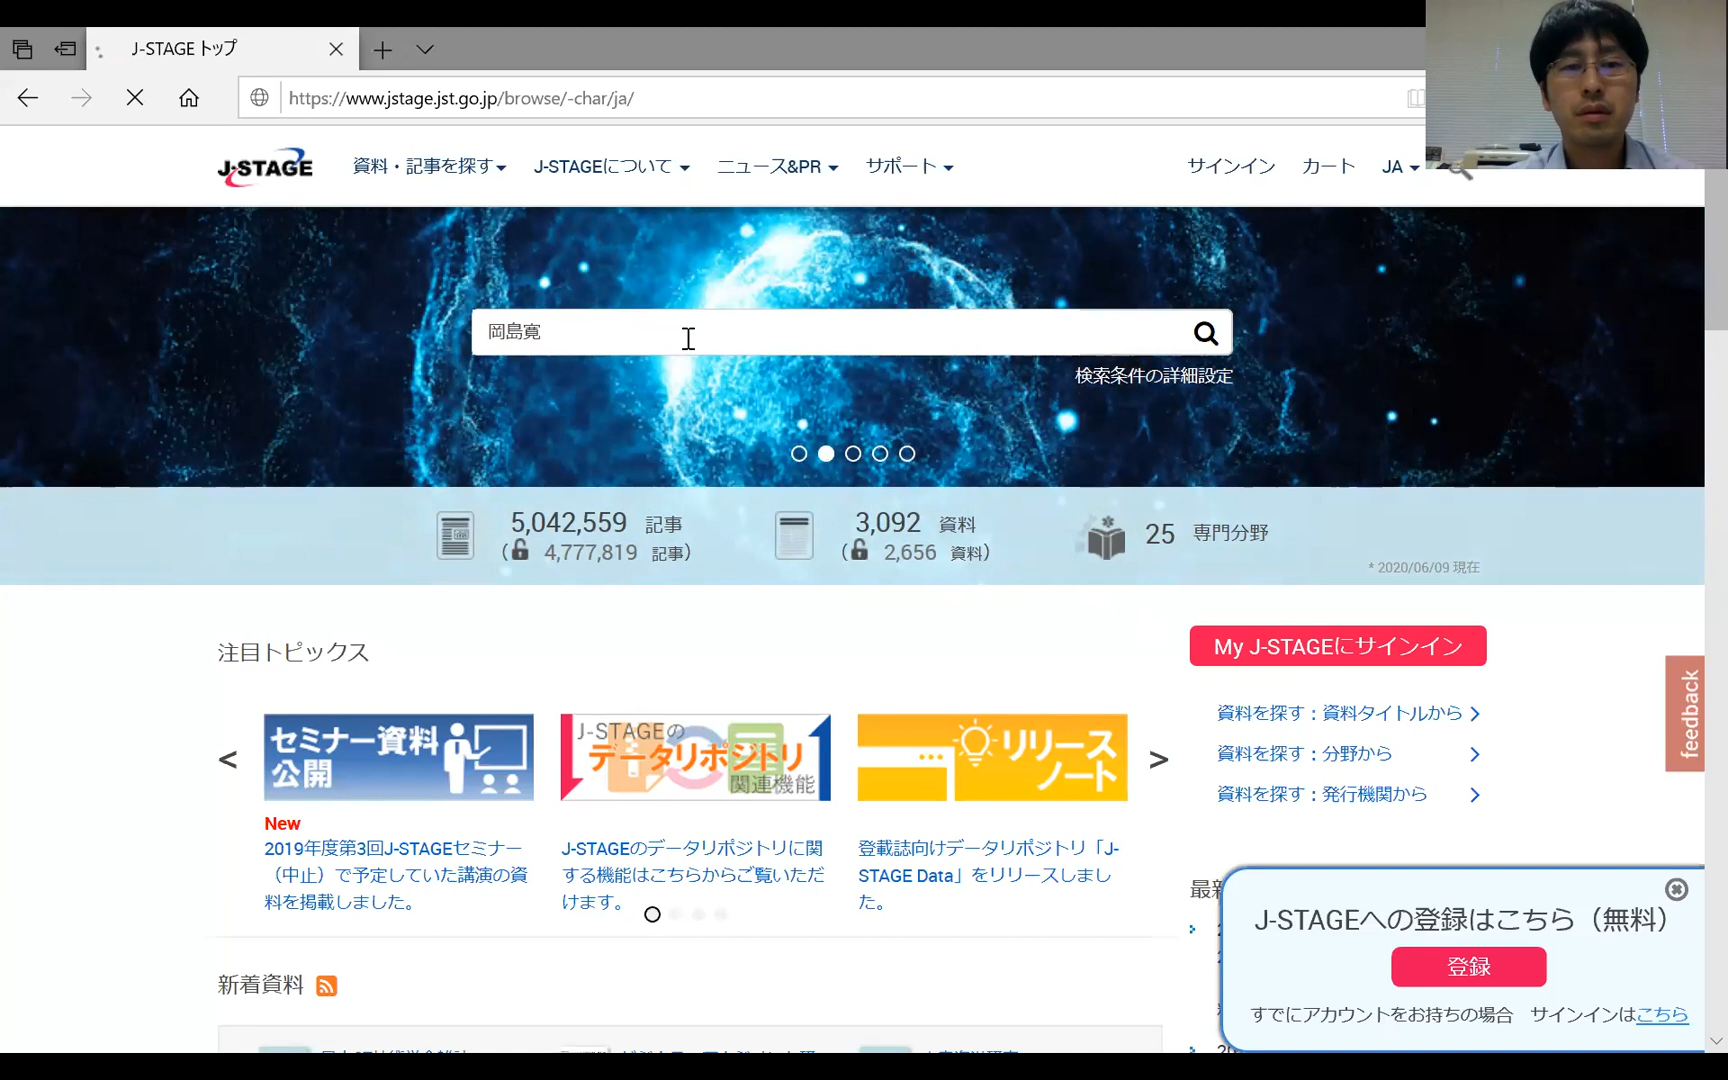 J-STAGE トップ
https://www.jstage.jst.go.jp/browse/-char/ja/
J-STAGE 資料・記事を探す J-STAGEについて ニュース&PR サポート サインイン カート JA
岡島寛
検索条件の詳細設定
5,042,559 記事
( 4,777,819 記事)
3,092 資料
( 2,656 資料)
25 専門分野
* 2020/06/09 現在
注目トピックス
セミナー資料
公開
New
2019年度第3回J-STAGEセミナー
（中止）で予定していた講演の資
料を掲載しました。
J-STAGEの
データリポジトリ
関連機能
J-STAGEのデータリポジトリに関
する機能はこちらからご覧いただ
けます。
リリース
ノート
登載誌向けデータリポジトリ「J-
STAGE Data」をリリースしまし
た。
My J-STAGEにサインイン
資料を探す：資料タイトルから
資料を探す：分野から
資料を探す：発行機関から
feedback
最新
J-STAGEへの登録はこちら（無料）
登録
すでにアカウントをお持ちの場合 サインインはこちら
新着資料